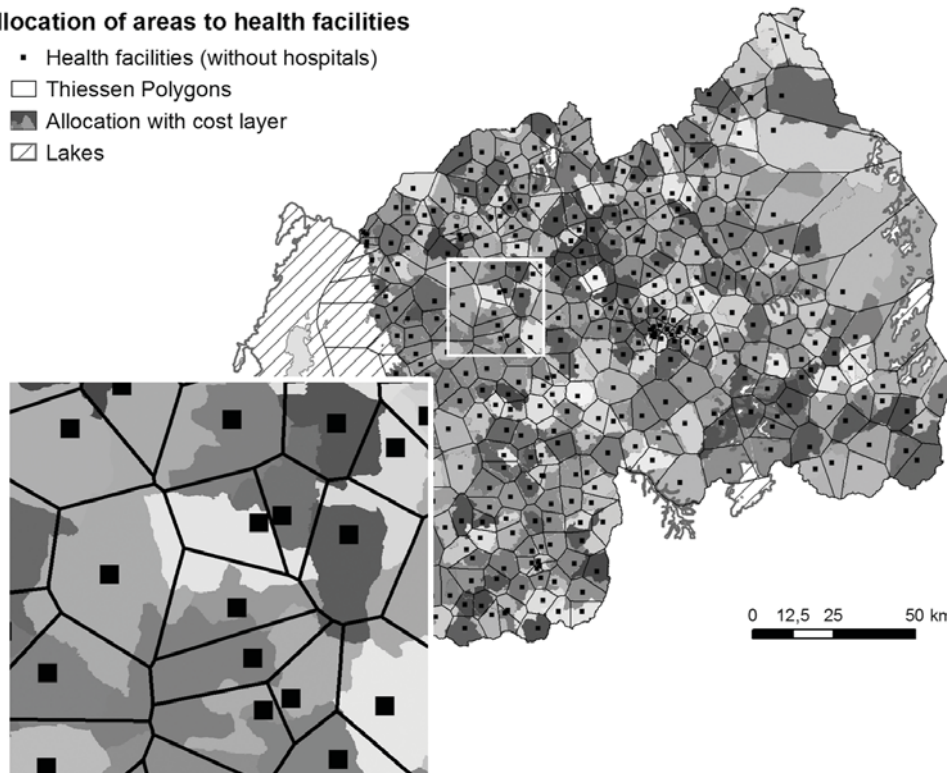 llocation of areas to health facilities
Health facilities (without hospitals)
Thiessen Polygons
Allocation with cost layer
Lakes
0 12,5 25 50 km